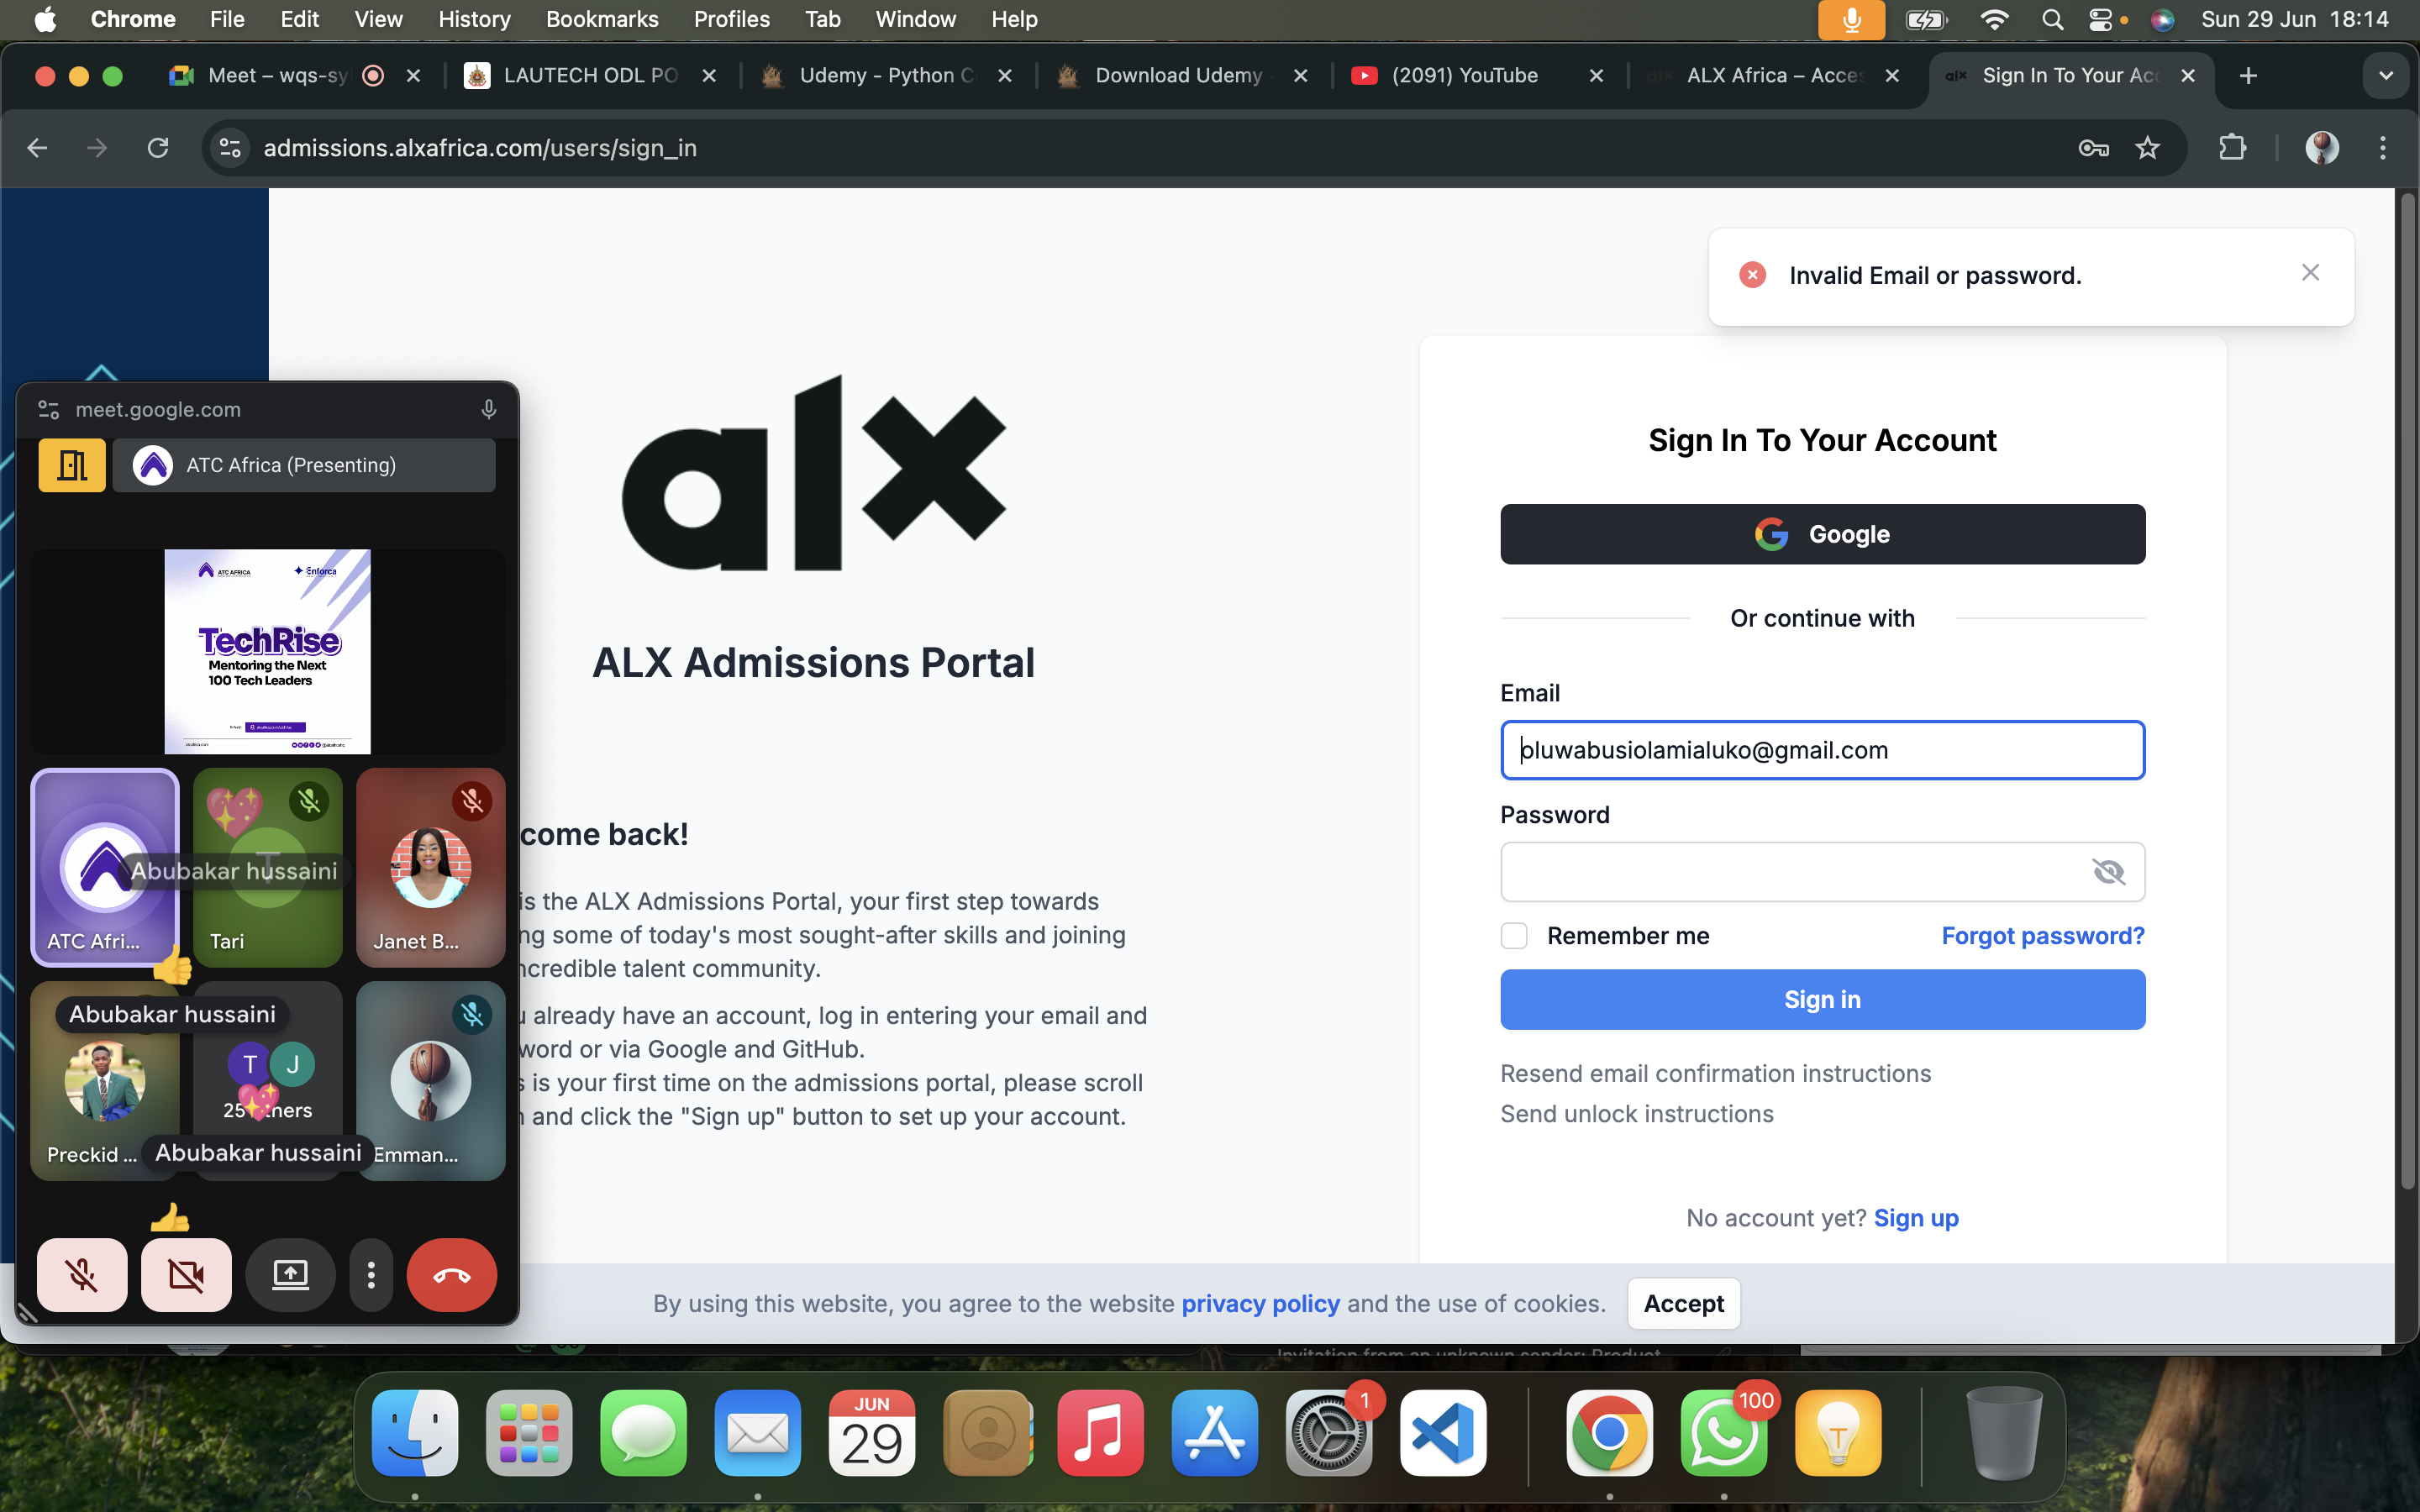 Chrome File Edit View History Bookmarks Profiles Tab Window Help Sun 29 Jun 18:14
Meet – wqs-sy LAUTECH ODL PO Udemy - Python C Download Udemy (2091) YouTube ALX Africa – Acces Sign In To Your Acc
admissions.alxafrica.com/users/sign_in
Invalid Email or password.
meet.google.com
ATC Africa (Presenting)
ATC AFRICA Enforca
TechRise
Mentoring the Next
100 Tech Leaders
Abubakar hussaini
ATC Afri... Tari Janet B...
Abubakar hussaini
T J
25
Preckid ... Abubakar hussaini Emman...
alx
ALX Admissions Portal
come back!
is the ALX Admissions Portal, your first step towards
ng some of today's most sought-after skills and joining
ncredible talent community.
already have an account, log in entering your email and
word or via Google and GitHub.
s is your first time on the admissions portal, please scroll
and click the "Sign up" button to set up your account.
Sign In To Your Account
Google
Or continue with
Email
oluwabusiolamialuko@gmail.com
Password
Remember me Forgot password?
Sign in
Resend email confirmation instructions
Send unlock instructions
No account yet? Sign up
By using this website, you agree to the website privacy policy and the use of cookies. Accept
Invitation from an unknown sender: Product
JUN
29
1
100
T